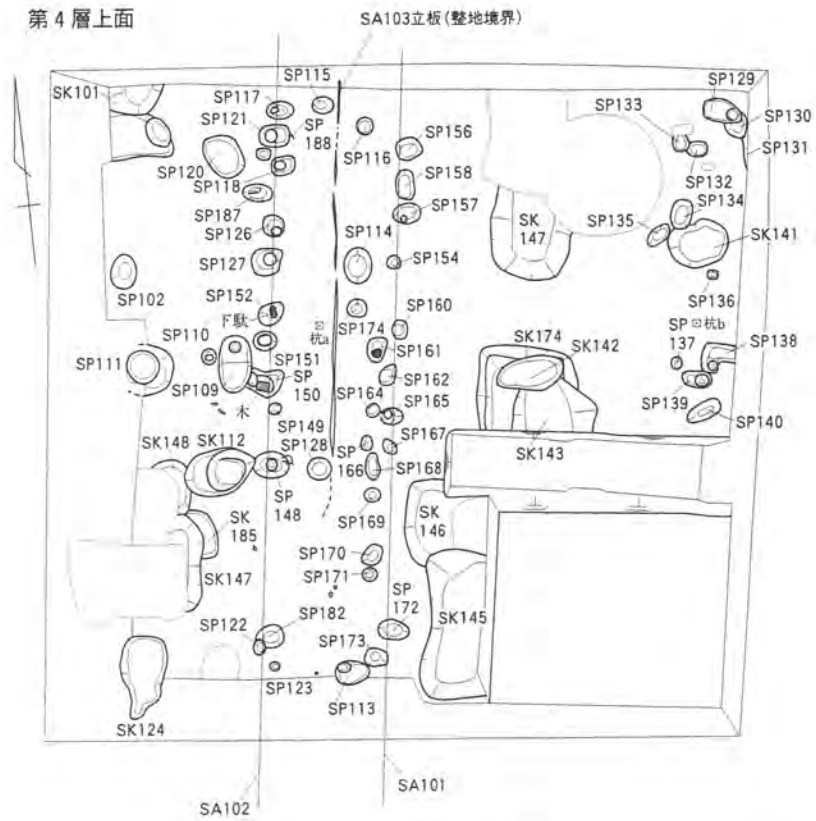 第4層上面
SA103立板(整地境界)
SK101
SP117
SP115
SP129
SP121
SP
188
SP133
SP130
SP116
SP156
SP131
SP120
SP118
SP158
SP132
SP187
SP157
SP134
SP126
SP114
SK
147
SP135
SK141
SP127
SP154
SP102
SP136
SP152
下駄
SP160
SP110
杭a
SP174
SP
137
杭b
SP138
SP111
SP151
SP161
SK174
SK142
SP109
SP
150
SP162
SP139
木
SP164
SP165
SP140
SP149
SK148
SK112
SP128
SP
166
SP167
SK143
SP168
SP
148
SK
146
SP169
SK
185
SP170
SK147
SP171
SP182
SP
172
SK145
SP122
SP173
SP123
SP113
SK124
SA102
SA101